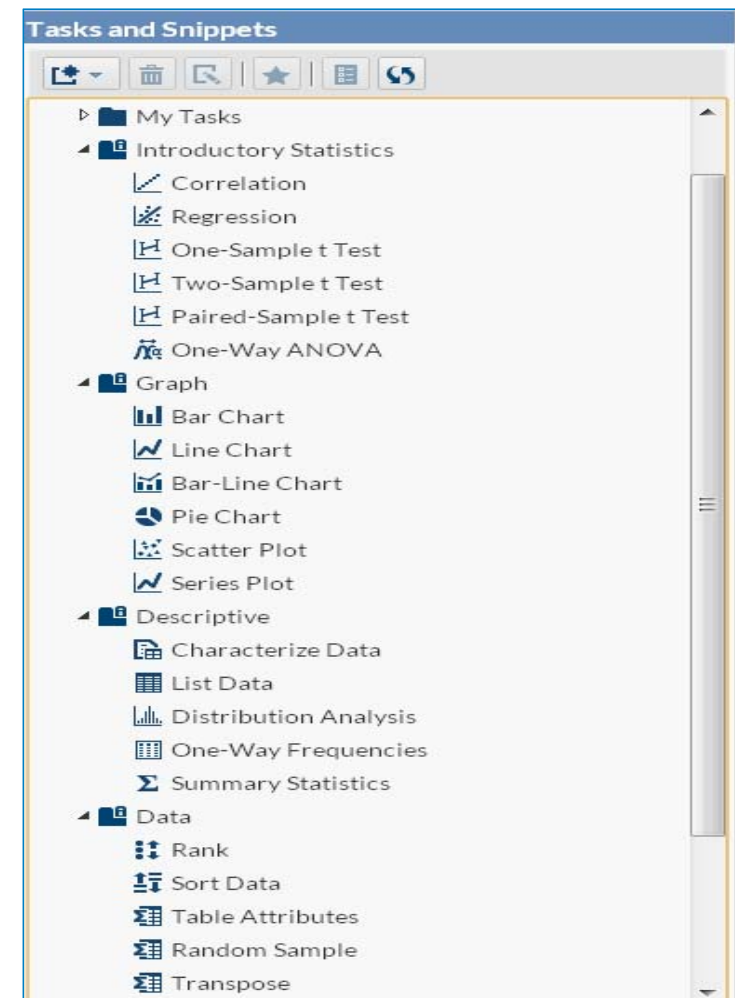 Tasks and Snippets
My Tasks
Introductory Statistics
Correlation
Regression
One-Sample t Test
Two-Sample t Test
Paired-Sample t Test
One-Way ANOVA
Graph
Bar Chart
Line Chart
Bar-Line Chart
Pie Chart
Scatter Plot
Series Plot
Descriptive
Characterize Data
List Data
Distribution Analysis
One-Way Frequencies
Summary Statistics
Data
Rank
Sort Data
Table Attributes
Random Sample
Transpose